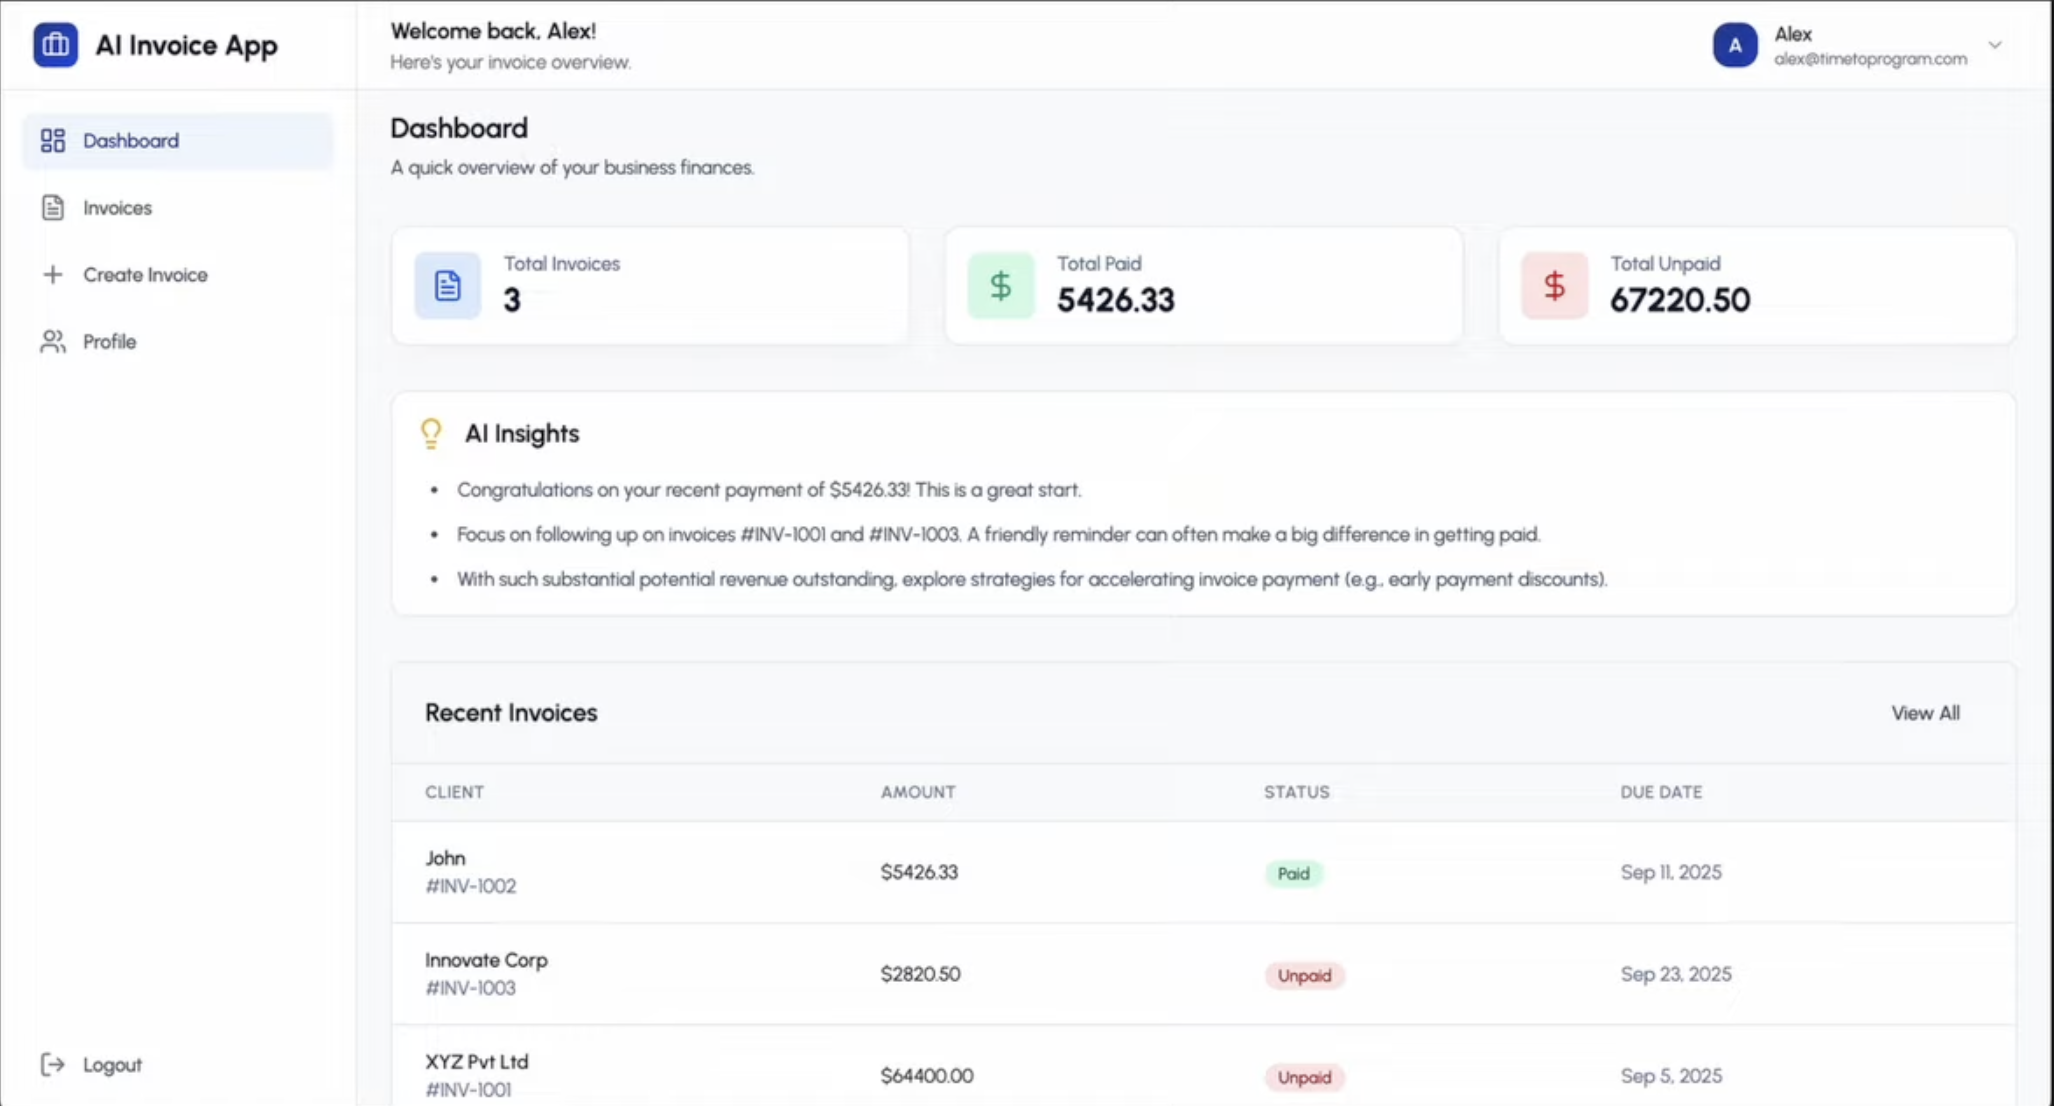 AI Invoice App
Welcome back, Alex!
Here's your invoice overview.
A
Alex
alex@timetoprogram.com
Dashboard
Invoices
Create Invoice
Profile
Logout
Dashboard
A quick overview of your business finances.
Total Invoices
3
Total Paid
5426.33
Total Unpaid
67220.50
AI Insights
• Congratulations on your recent payment of $5426.33! This is a great start.
• Focus on following up on invoices #INV-1001 and #INV-1003. A friendly reminder can often make a big difference in getting paid.
• With such substantial potential revenue outstanding, explore strategies for accelerating invoice payment (e.g., early payment discounts).
Recent Invoices
View All
CLIENT AMOUNT STATUS DUE DATE
John
#INV-1002
$5426.33
Paid
Sep 11, 2025
Innovate Corp
#INV-1003
$2820.50
Unpaid
Sep 23, 2025
XYZ Pvt Ltd
#INV-1001
$64400.00
Unpaid
Sep 5, 2025